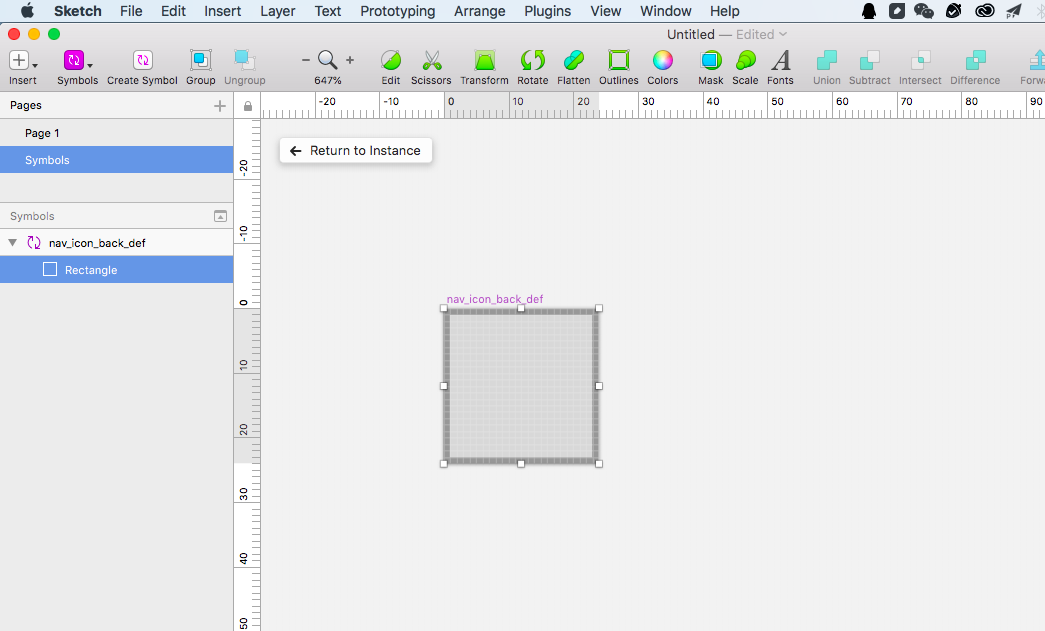 Sketch File Edit Insert Layer Text Prototyping Arrange Plugins View Window Help
Untitled — Edited
647%
Insert Symbols Create Symbol Group Ungroup Edit Scissors Transform Rotate Flatten Outlines Colors Mask Scale Fonts Union Subtract Intersect Difference Forwa
Pages
-20 -10 0 10 20 30 40 50 60 70 80 90
Page 1
Symbols
Return to Instance
Symbols
nav_icon_back_def
Rectangle
nav_icon_back_def
-20
-10
0
10
20
30
40
50